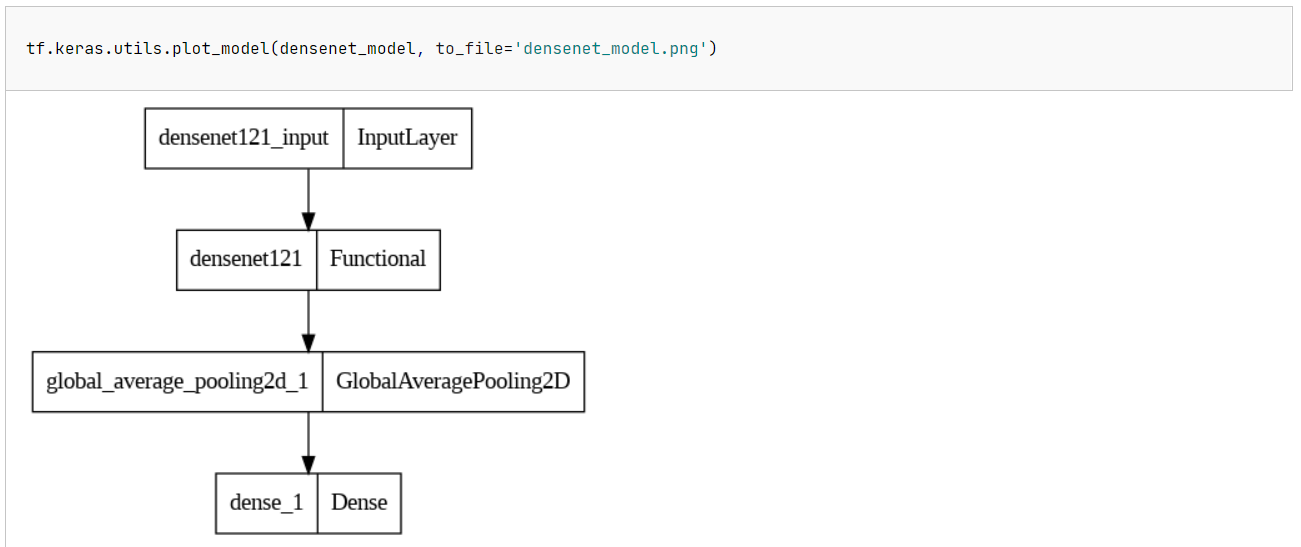 tf.keras.utils.plot_model(densenet_model, to_file='densenet_model.png')
densenet121_input InputLayer
densenet121 Functional
global_average_pooling2d_1 GlobalAveragePooling2D
dense_1 Dense